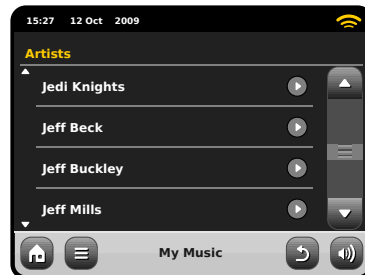 15:27 12 Oct 2009
Artists
Jedi Knights
Jeff Beck
Jeff Buckley
Jeff Mills
My Music